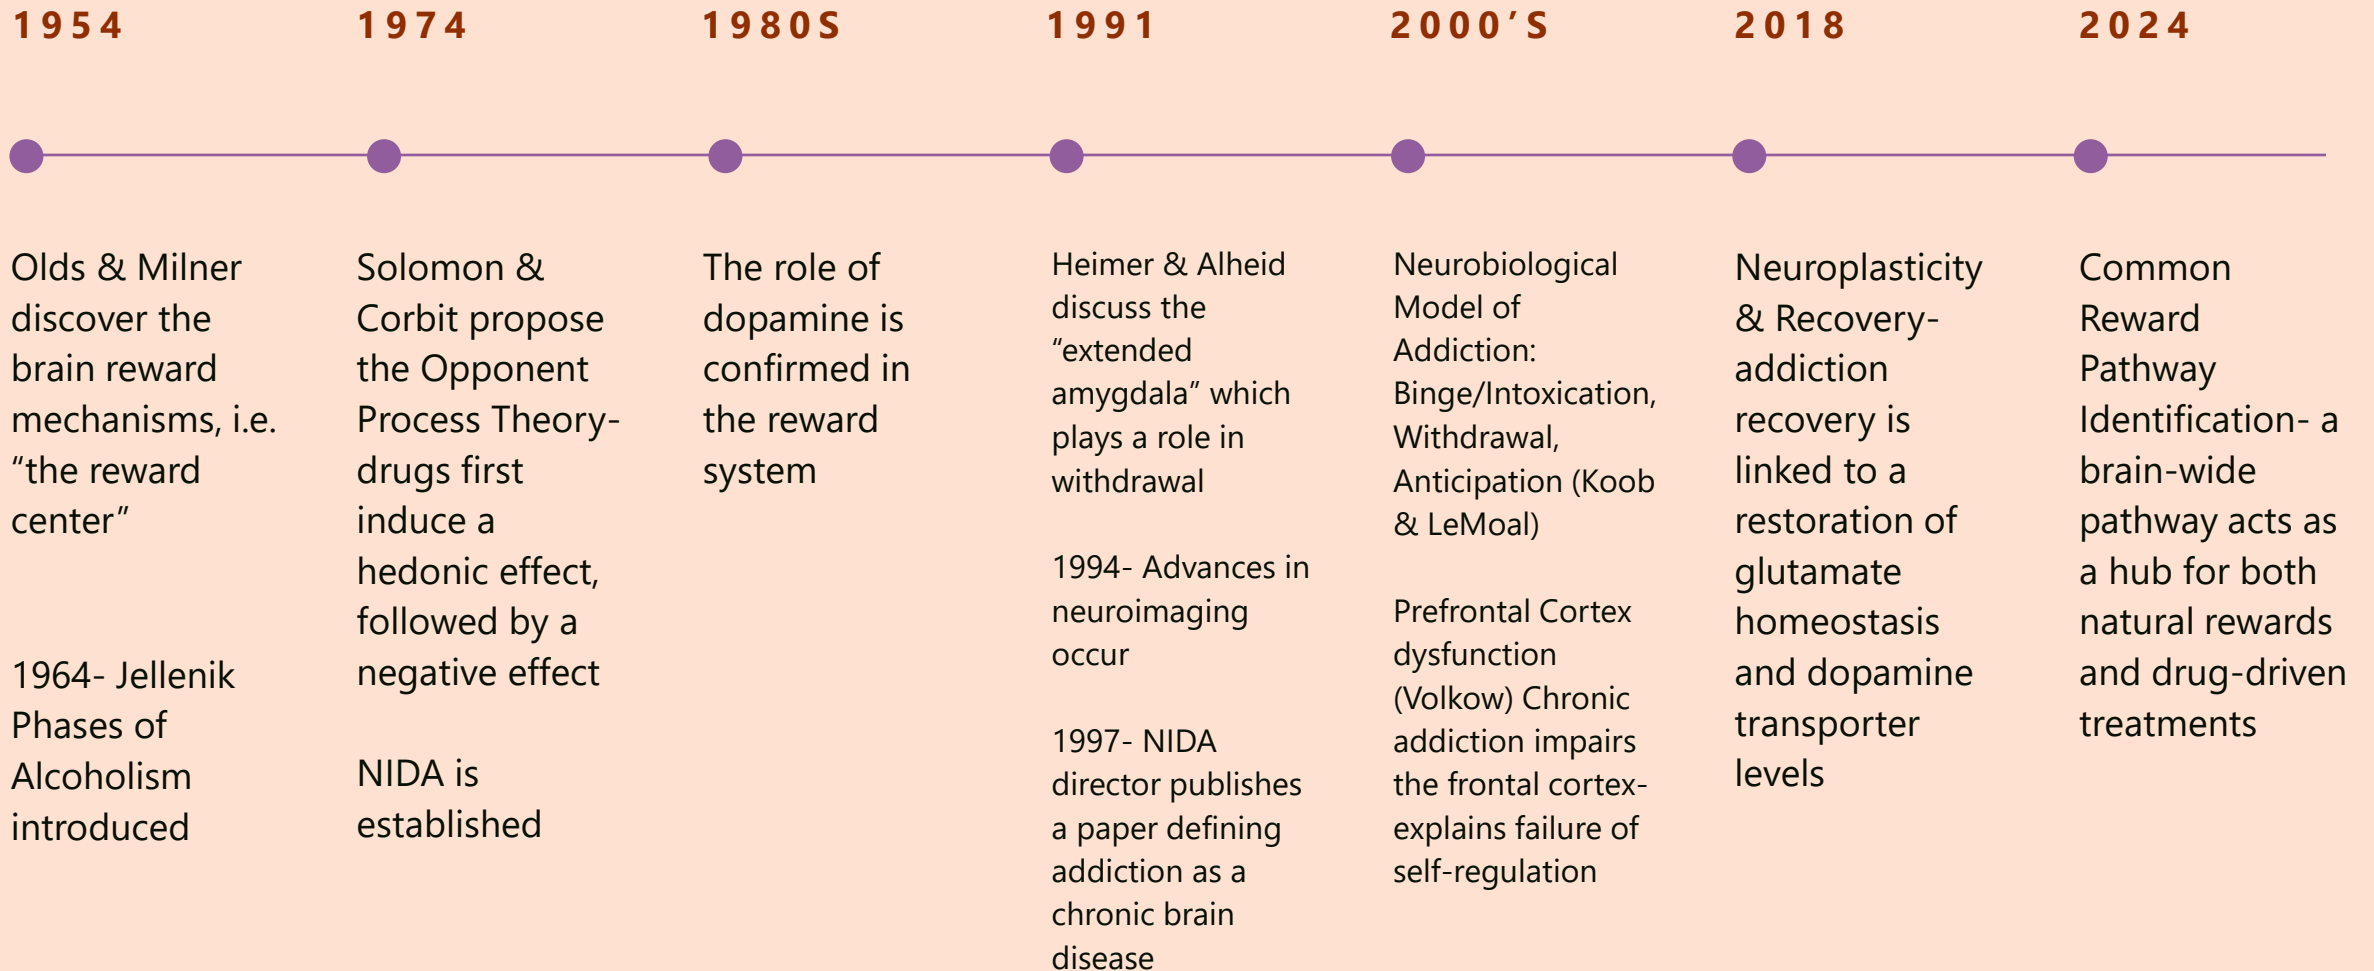 1954
Olds & Milner
discover the
brain reward
mechanisms, i.e.
“the reward
center”
1964- Jellenik
Phases of
Alcoholism
introduced
1974
Solomon &
Corbit propose
the Opponent
Process Theory-
drugs first
induce a
hedonic effect,
followed by a
negative effect
NIDA is
established
1980S
The role of
dopamine is
confirmed in
the reward
system
1991
Heimer & Alheid
discuss the
“extended
amygdala” which
plays a role in
withdrawal
1994- Advances in
neuroimaging
occur
1997- NIDA
director publishes
a paper defining
addiction as a
chronic brain
disease
2000’S
Neurobiological
Model of
Addiction:
Binge/Intoxication,
Withdrawal,
Anticipation (Koob
& LeMoal)
Prefrontal Cortex
dysfunction
(Volkow) Chronic
addiction impairs
the frontal cortex-
explains failure of
self-regulation
2018
Neuroplasticity
& Recovery-
addiction
recovery is
linked to a
restoration of
glutamate
homeostasis
and dopamine
transporter
levels
2024
Common
Reward
Pathway
Identification- a
brain-wide
pathway acts as
a hub for both
natural rewards
and drug-driven
treatments